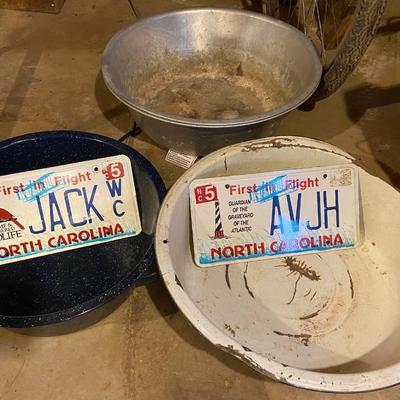 First in Flight
5
JACK
W
C
LIFE
NORTH CAROLINA
NC 5
First in Flight
GUARDIAN
OF THE
GRAVEYARD
OF THE
ATLANTIC
AVJH
NORTH CAROLINA